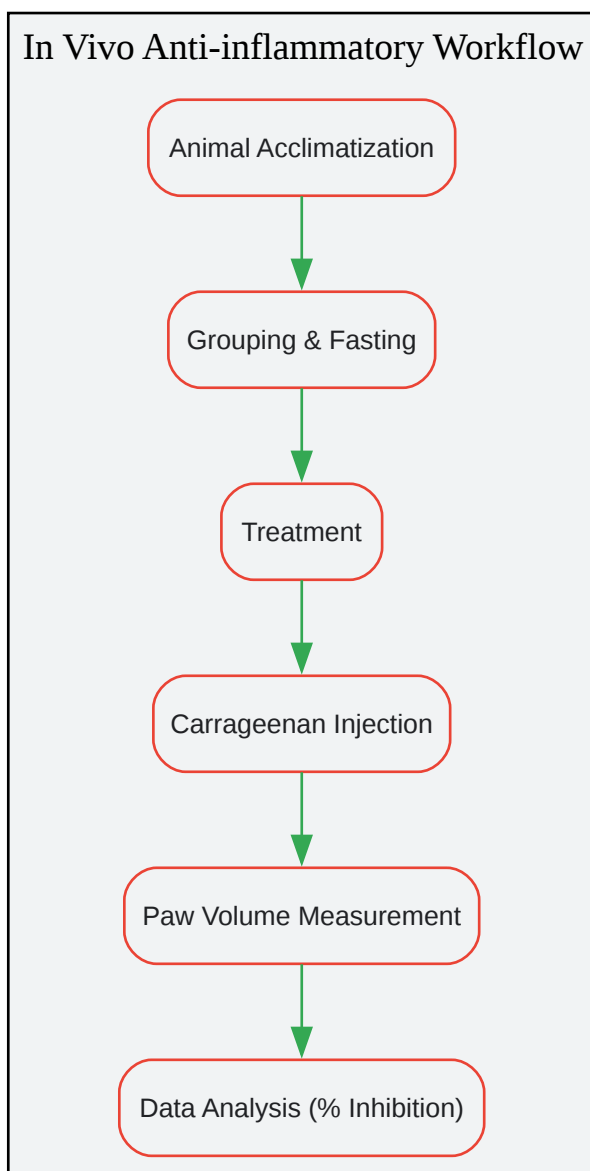 In Vivo Anti-inflammatory Workflow
Animal Acclimatization
Grouping & Fasting
Treatment
Carrageenan Injection
Paw Volume Measurement
Data Analysis (% Inhibition)